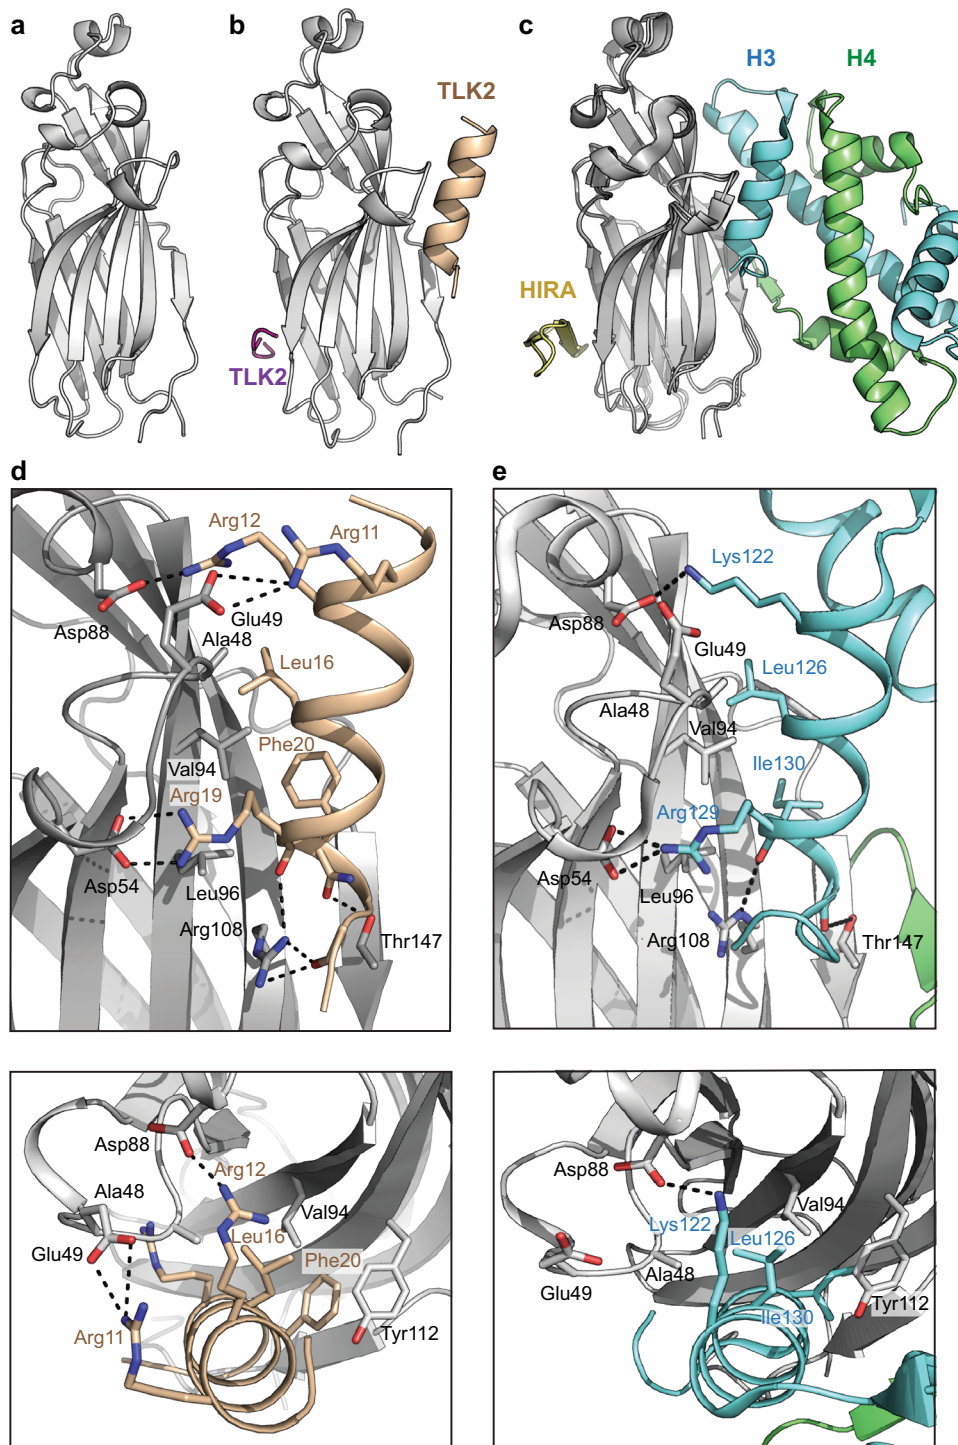 a
b
c
TLK2
TLK2
H3
H4
HIRA
d
Arg12
Arg11
Asp88
Glu49
Ala48
Leu16
Phe20
Val94
Arg19
Asp54
Leu96
Arg108
Thr147
e
Lys122
Asp88
Glu49
Leu126
Ala48
Val94
Ile130
Arg129
Asp54
Leu96
Arg108
Thr147
Asp88
Arg12
Ala48
Val94
Leu16
Glu49
Phe20
Arg11
Tyr112
Asp88
Val94
Lys122
Leu126
Ala48
Glu49
Ile130
Tyr112